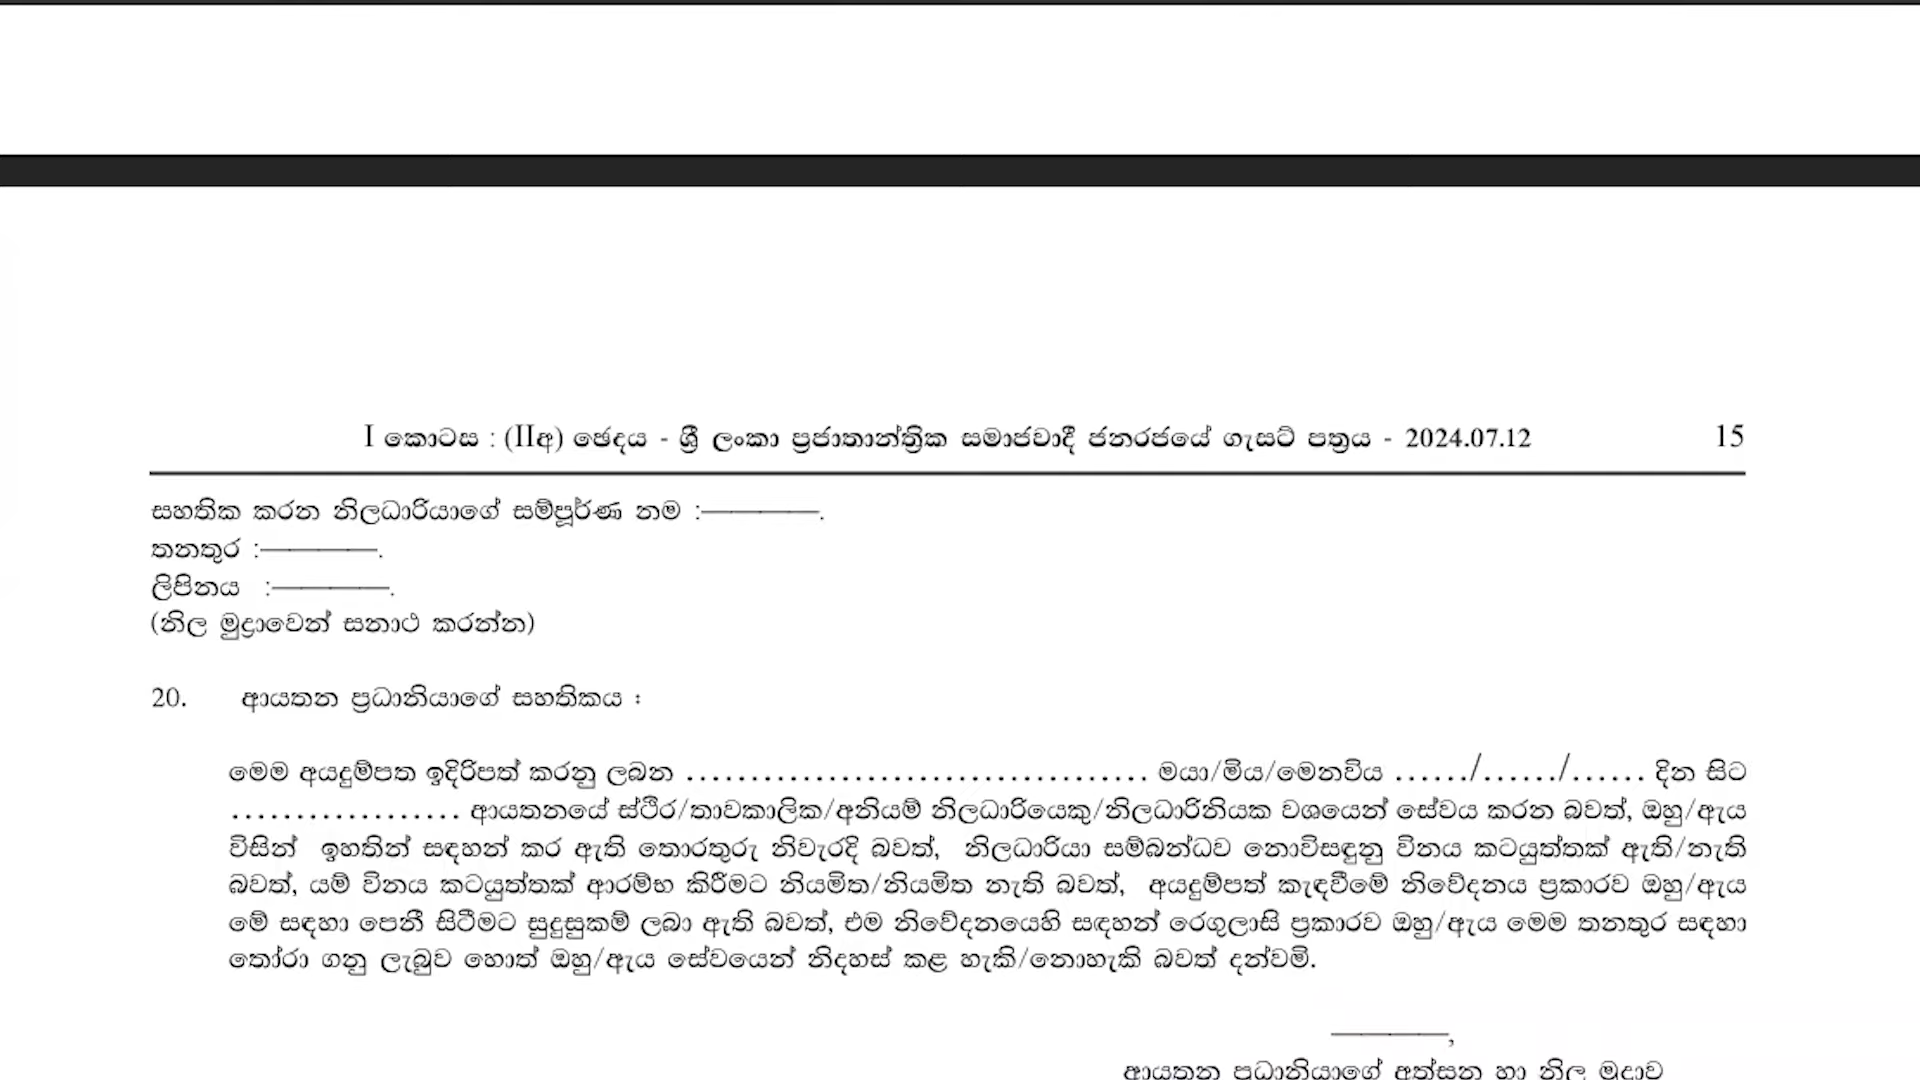 I කොටස : (IIඅ) ඡෙදය - ශ්‍රී ලංකා ප්‍රජාතාන්ත්‍රික සමාජවාදී ජනරජයේ ගැසට් පත්‍රය - 2024.07.12 15
සහතික කරන නිලධාරියාගේ සම්පූර්ණ නම :————.
තනතුර :————.
ලිපිනය :————.
(නිල මුද්‍රාවෙන් සනාථ කරන්න)
20. ආයතන ප්‍රධානියාගේ සහතිකය :
මෙම අයදුම්පත ඉදිරිපත් කරනු ලබන .................................... මයා/මිය/මෙනවිය ....../....../...... දින සිට
.................. ආයතනයේ ස්ථිර/තාවකාලික/අනියම් නිලධාරියෙකු/නිලධාරිනියක වශයෙන් සේවය කරන බවත්, ඔහු/ඇය
විසින් ඉහතින් සඳහන් කර ඇති තොරතුරු නිවැරදි බවත්, නිලධාරියා සම්බන්ධව නොවිසඳුනු විනය කටයුත්තක් ඇති/නැති
බවත්, යම් විනය කටයුත්තක් ආරම්භ කිරීමට නියමිත/නියමිත නැති බවත්, අයදුම්පත් කැඳවීමේ නිවේදනය ප්‍රකාරව ඔහු/ඇය
මේ සඳහා පෙනී සිටීමට සුදුසුකම් ලබා ඇති බවත්, එම නිවේදනයෙහි සඳහන් රෙගුලාසි ප්‍රකාරව ඔහු/ඇය මෙම තනතුර සඳහා
තෝරා ගනු ලැබුව හොත් ඔහු/ඇය සේවයෙන් නිදහස් කළ හැකි/නොහැකි බවත් දන්වමි.
————,
ආයතන ප්‍රධානියාගේ අත්සන හා නිල මුද්‍රාව